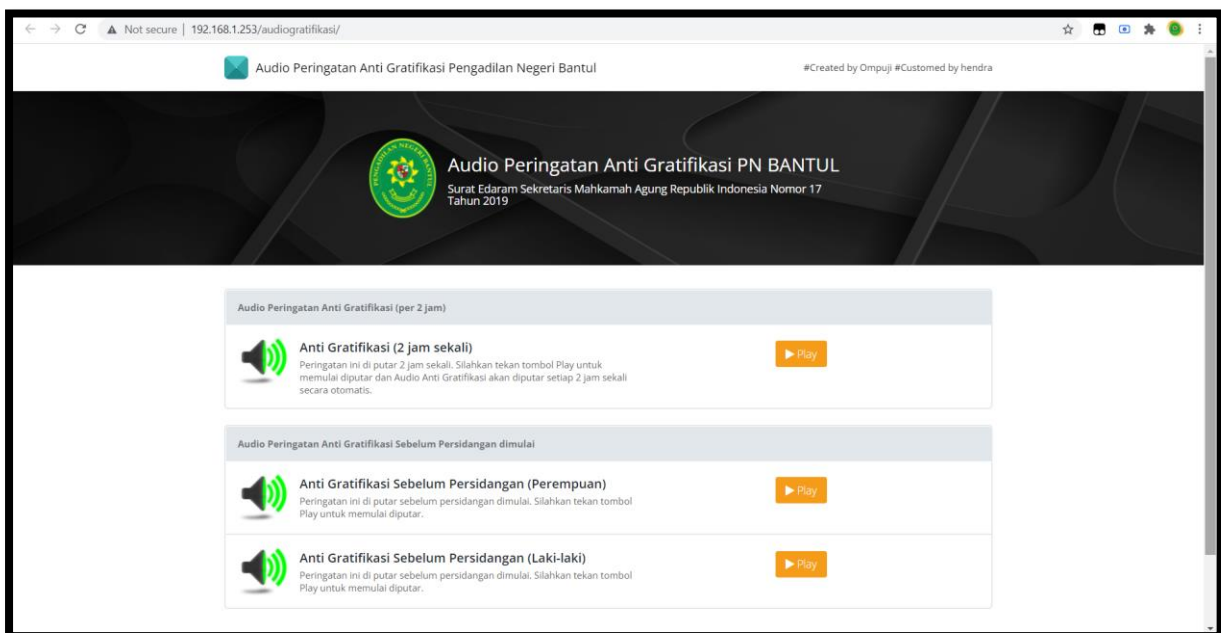 Not secure | 192.168.1.253/audiogratifikasi/
Audio Peringatan Anti Gratifikasi Pengadilan Negeri Bantul
#Created by Ompuji #Customed by hendra
PENGADILAN NEGERI BANTUL
Audio Peringatan Anti Gratifikasi PN BANTUL
Surat Edaram Sekretaris Mahkamah Agung Republik Indonesia Nomor 17
Tahun 2019
Audio Peringatan Anti Gratifikasi (per 2 jam)
Anti Gratifikasi (2 jam sekali)
Peringatan ini di putar 2 jam sekali. Silahkan tekan tombol Play untuk
memulai diputar dan Audio Anti Gratifikasi akan diputar setiap 2 jam sekali
secara otomatis.
Play
Audio Peringatan Anti Gratifikasi Sebelum Persidangan dimulai
Anti Gratifikasi Sebelum Persidangan (Perempuan)
Peringatan ini di putar sebelum persidangan dimulai. Silahkan tekan tombol
Play untuk memulai diputar.
Play
Anti Gratifikasi Sebelum Persidangan (Laki-laki)
Peringatan ini di putar sebelum persidangan dimulai. Silahkan tekan tombol
Play untuk memulai diputar.
Play